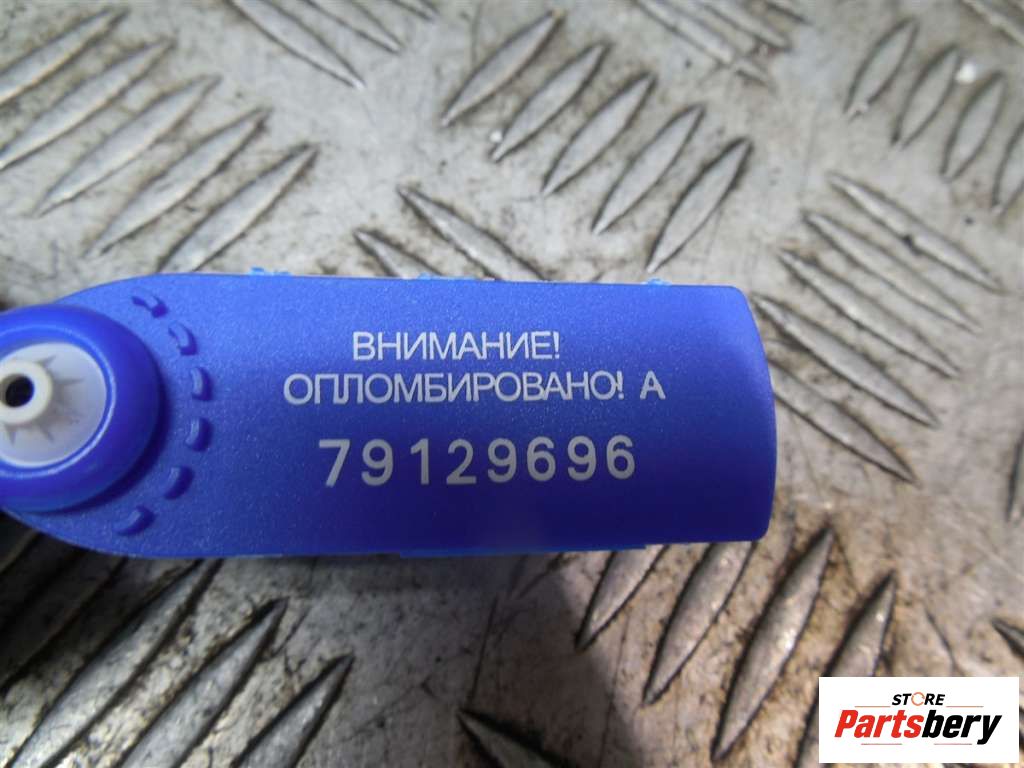 ВНИМАНИЕ!
ОПЛОМБИРОВАНО! А
79129696
STORE
Partsbery